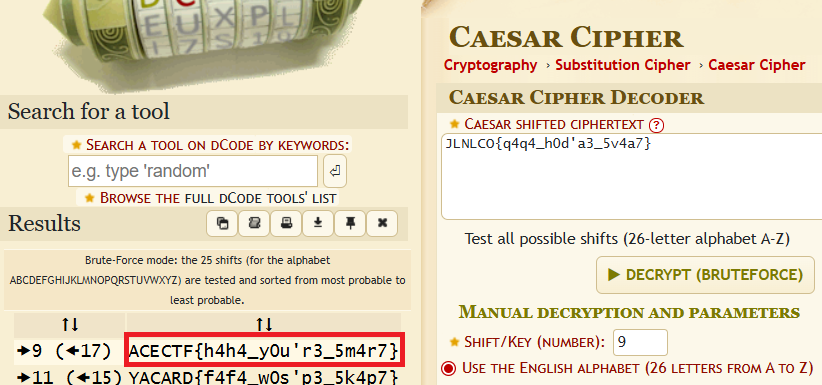 EUXPL
Search for a tool
★ SEARCH A TOOL ON DCODE BY KEYWORDS:
e.g. type 'random'
★ BROWSE THE FULL DCODE TOOLS' LIST
Results
Brute-Force mode: the 25 shifts (for the alphabet
ABCDEFGHIJKLMNOPQRSTUVWXYZ) are tested and sorted from most probable to
least probable.
↑↓ ↑↓
➔9 (🡰17) ACECTF{h4h4_y0u'r3_5m4r7}
➔11 (🡰15) YACARD{f4f4_w0s'p3_5k4p7}
CAESAR CIPHER
Cryptography › Substitution Cipher › Caesar Cipher
CAESAR CIPHER DECODER
★ CAESAR SHIFTED CIPHERTEXT ?
JLNLCO{q4q4_h0d'a3_5v4a7}
Test all possible shifts (26-letter alphabet A-Z)
▶ DECRYPT (BRUTEFORCE)
MANUAL DECRYPTION AND PARAMETERS
★ SHIFT/KEY (NUMBER): 9
USE THE ENGLISH ALPHABET (26 LETTERS FROM A TO Z)